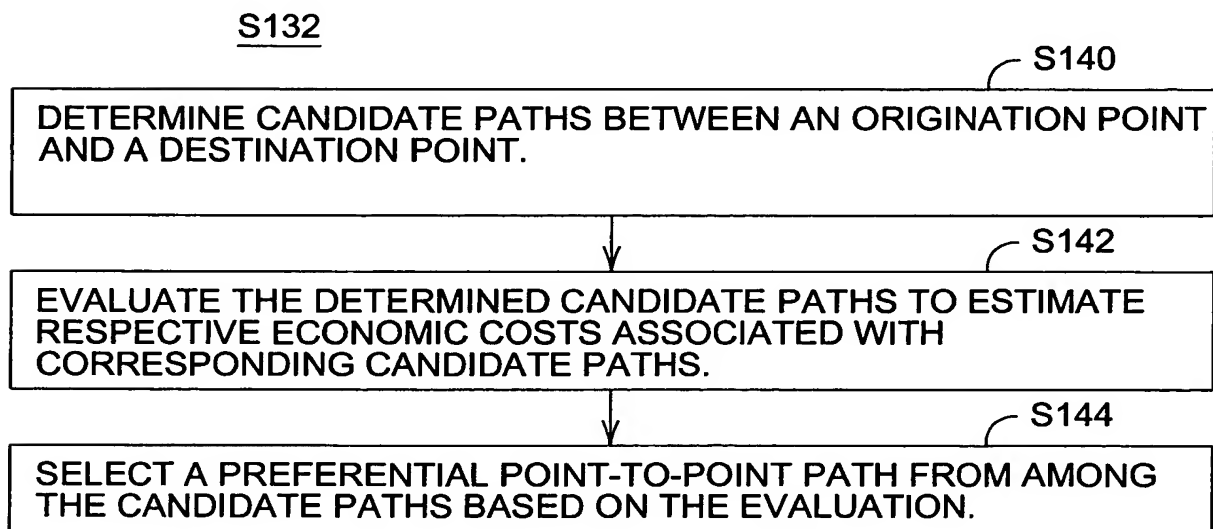 S132
S140
DETERMINE CANDIDATE PATHS BETWEEN AN ORIGINATION POINT
AND A DESTINATION POINT.
S142
EVALUATE THE DETERMINED CANDIDATE PATHS TO ESTIMATE
RESPECTIVE ECONOMIC COSTS ASSOCIATED WITH
CORRESPONDING CANDIDATE PATHS.
S144
SELECT A PREFERENTIAL POINT-TO-POINT PATH FROM AMONG
THE CANDIDATE PATHS BASED ON THE EVALUATION.